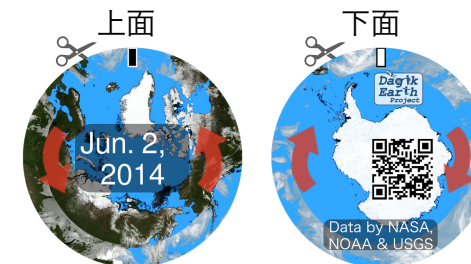 上面
下面
Jun. 2,
2014
Dagik
Earth
Project
Data by NASA,
NOAA & USGS